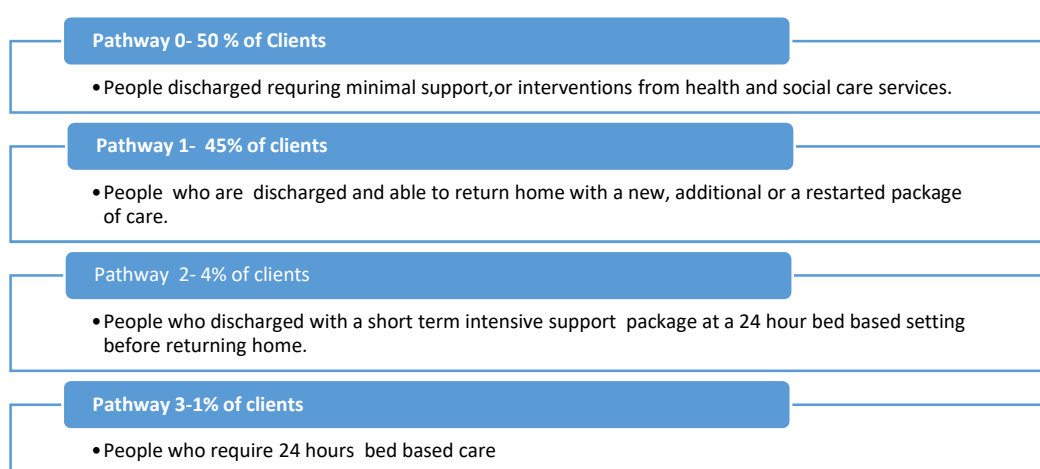 Pathway 0- 50 % of Clients
•People discharged requring minimal support,or interventions from health and social care services.
Pathway 1-  45% of clients
•People  who are  discharged and able to return home with a new, additional or a restarted package
of care.
Pathway  2- 4% of clients
•People who discharged with a short term intensive support  package at a 24 hour bed based setting
before returning home.
Pathway 3-1% of clients
•People who require 24 hours  bed based care